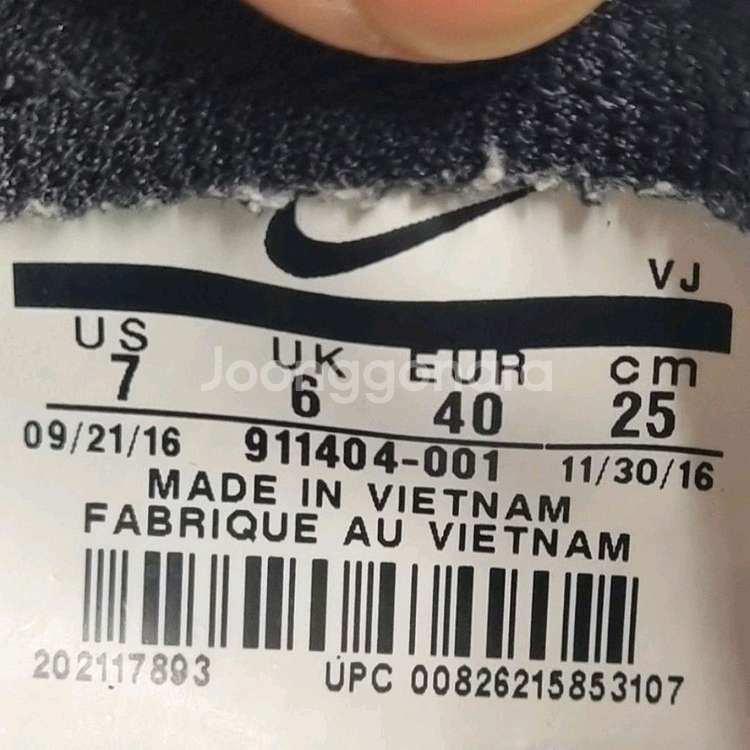 VJ
US UK EUR cm
7 6 40 25
09/21/16 911404-001 11/30/16
MADE IN VIETNAM
FABRIQUE AU VIETNAM
202117893 UPC 00826215853107
Joonggonara